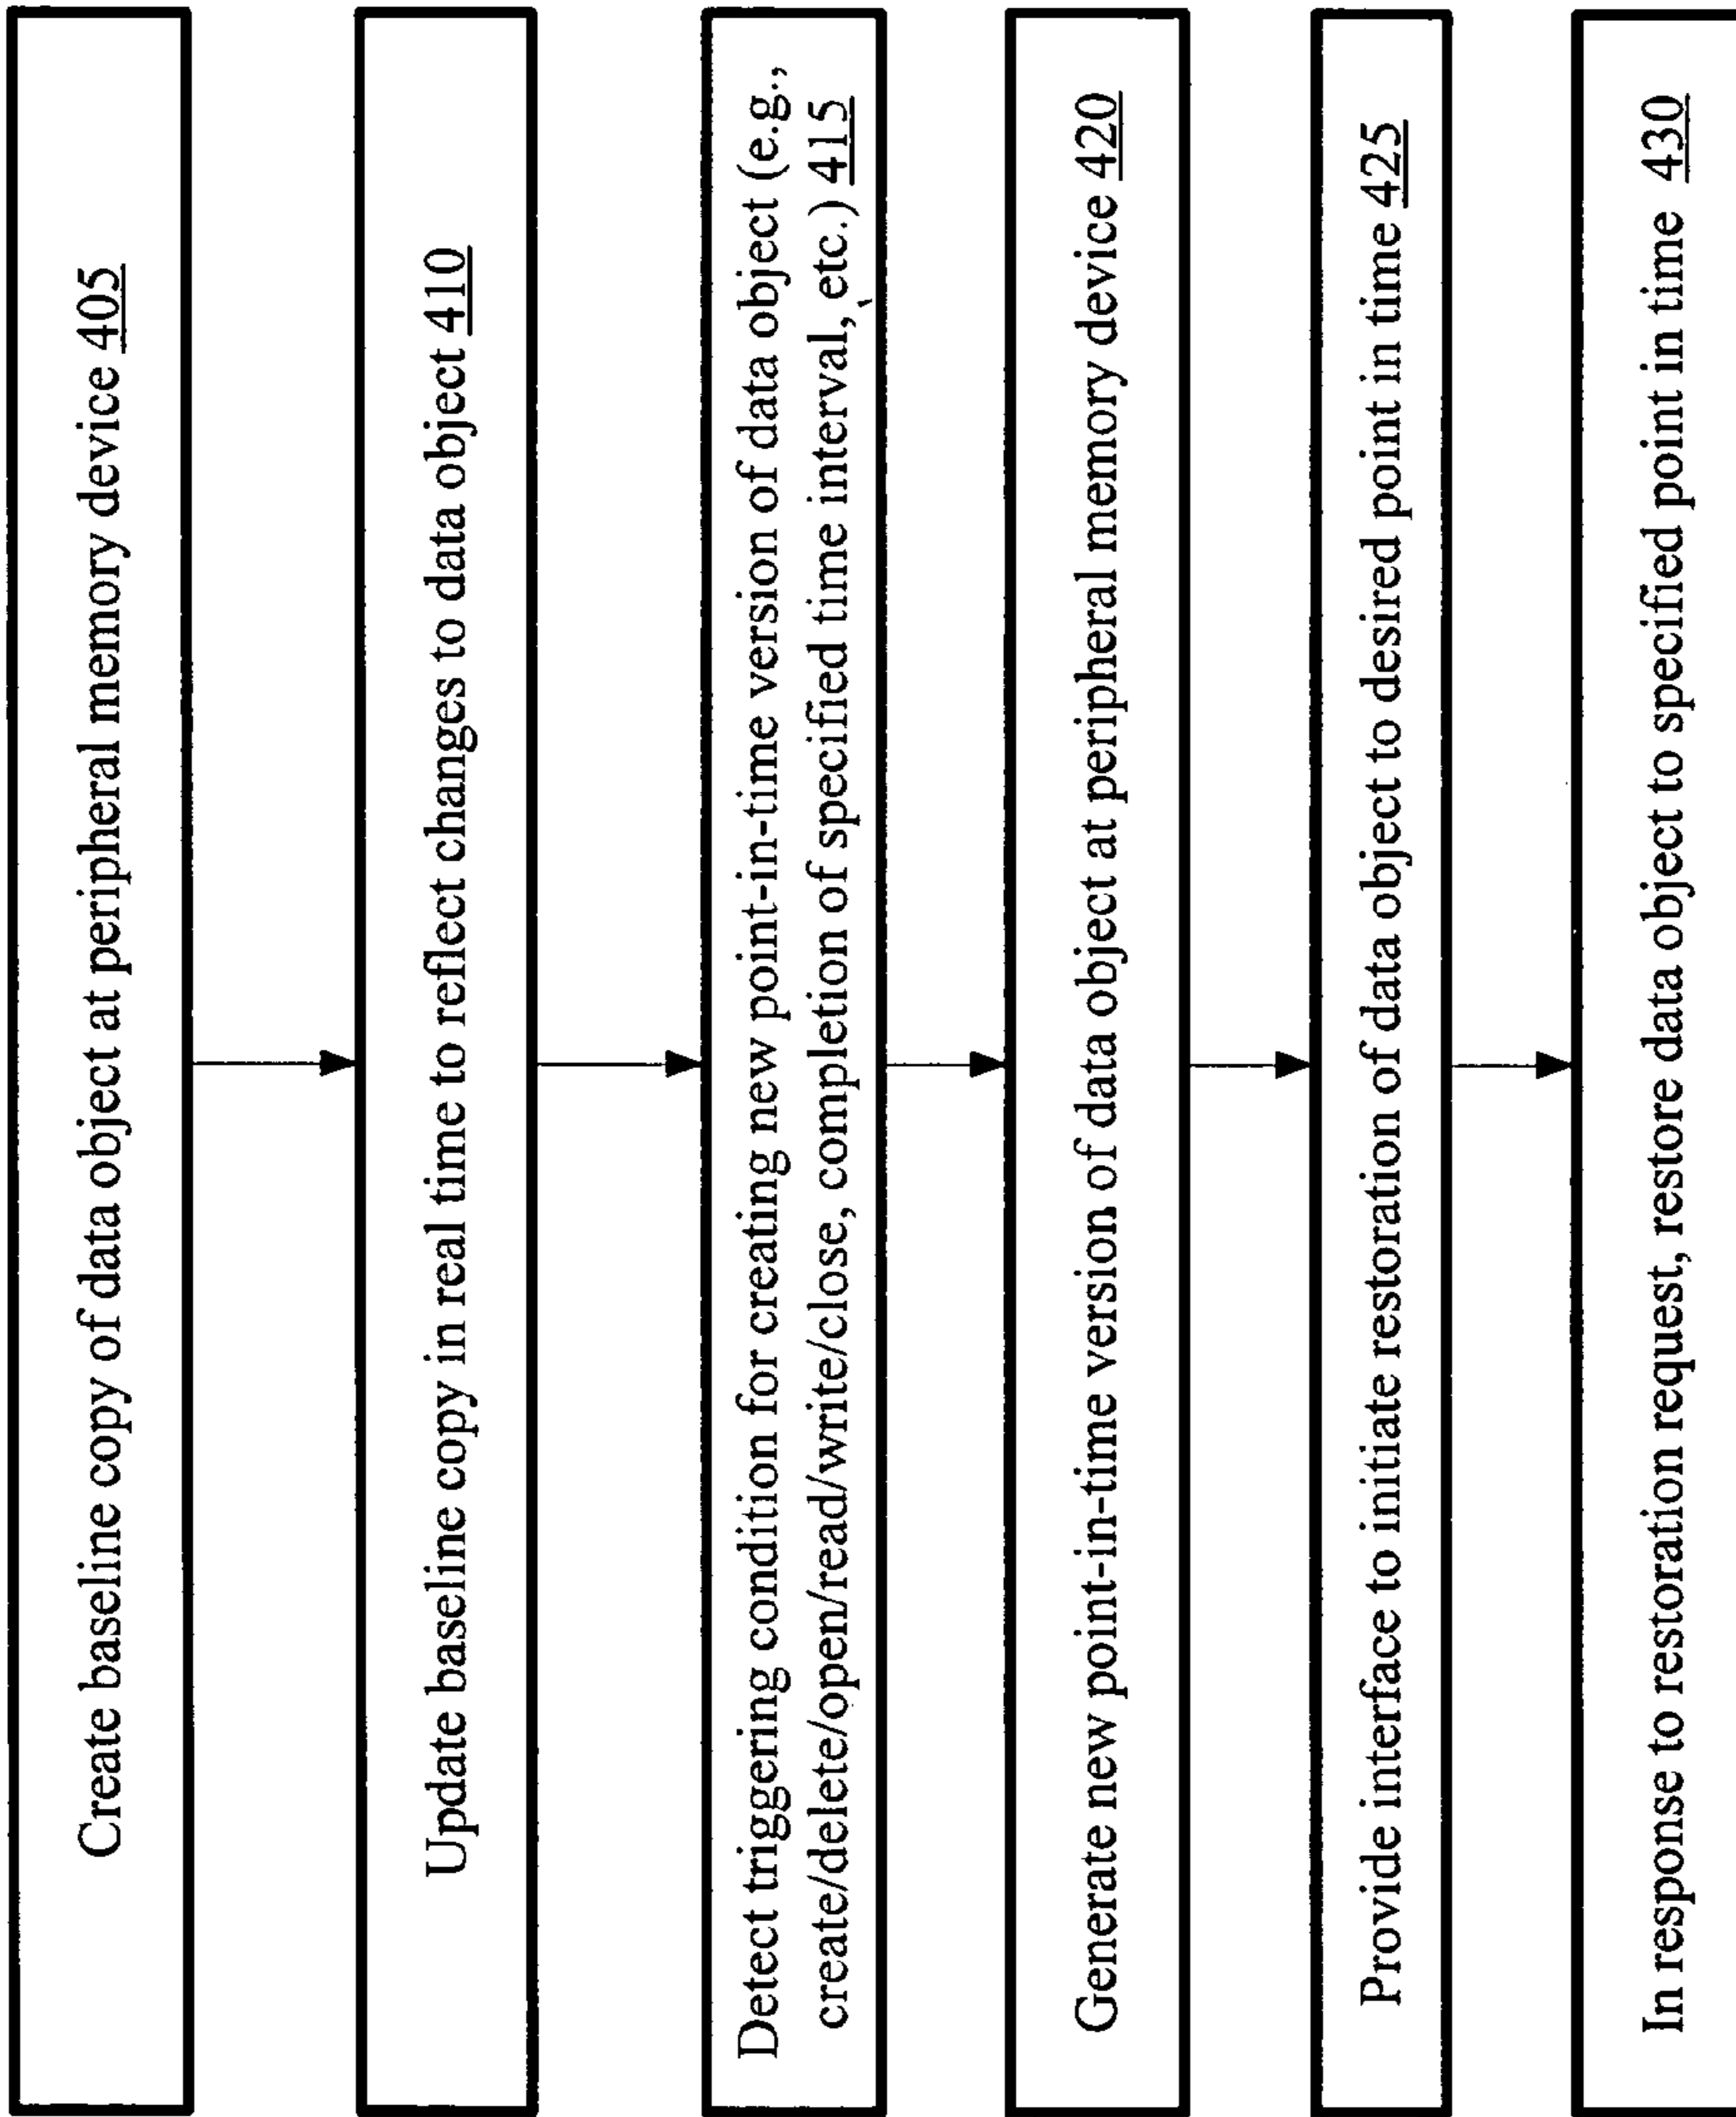 Create baseline copy of data object at peripheral memory device 405
Update baseline copy in real time to reflect changes to data object 410
Detect triggering condition for creating new point-in-time version of data object (e.g.,
create/delete/open/read/write/close, completion of specified time interval, etc.) 415
Generate new point-in-time version of data object at peripheral memory device 420
Provide interface to initiate restoration of data object to desired point in time 425
In response to restoration request, restore data object to specified point in time 430